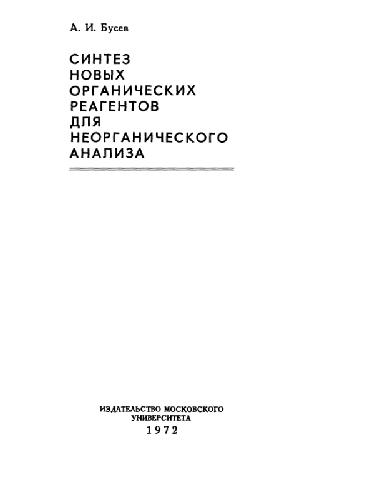 А. И. Бусев
СИНТЕЗ
НОВЫХ
ОРГАНИЧЕСКИХ
РЕАГЕНТОВ
ДЛЯ
НЕОРГАНИЧЕСКОГО
АНАЛИЗА
ИЗДАТЕЛЬСТВО МОСКОВСКОГО
УНИВЕРСИТЕТА
1972